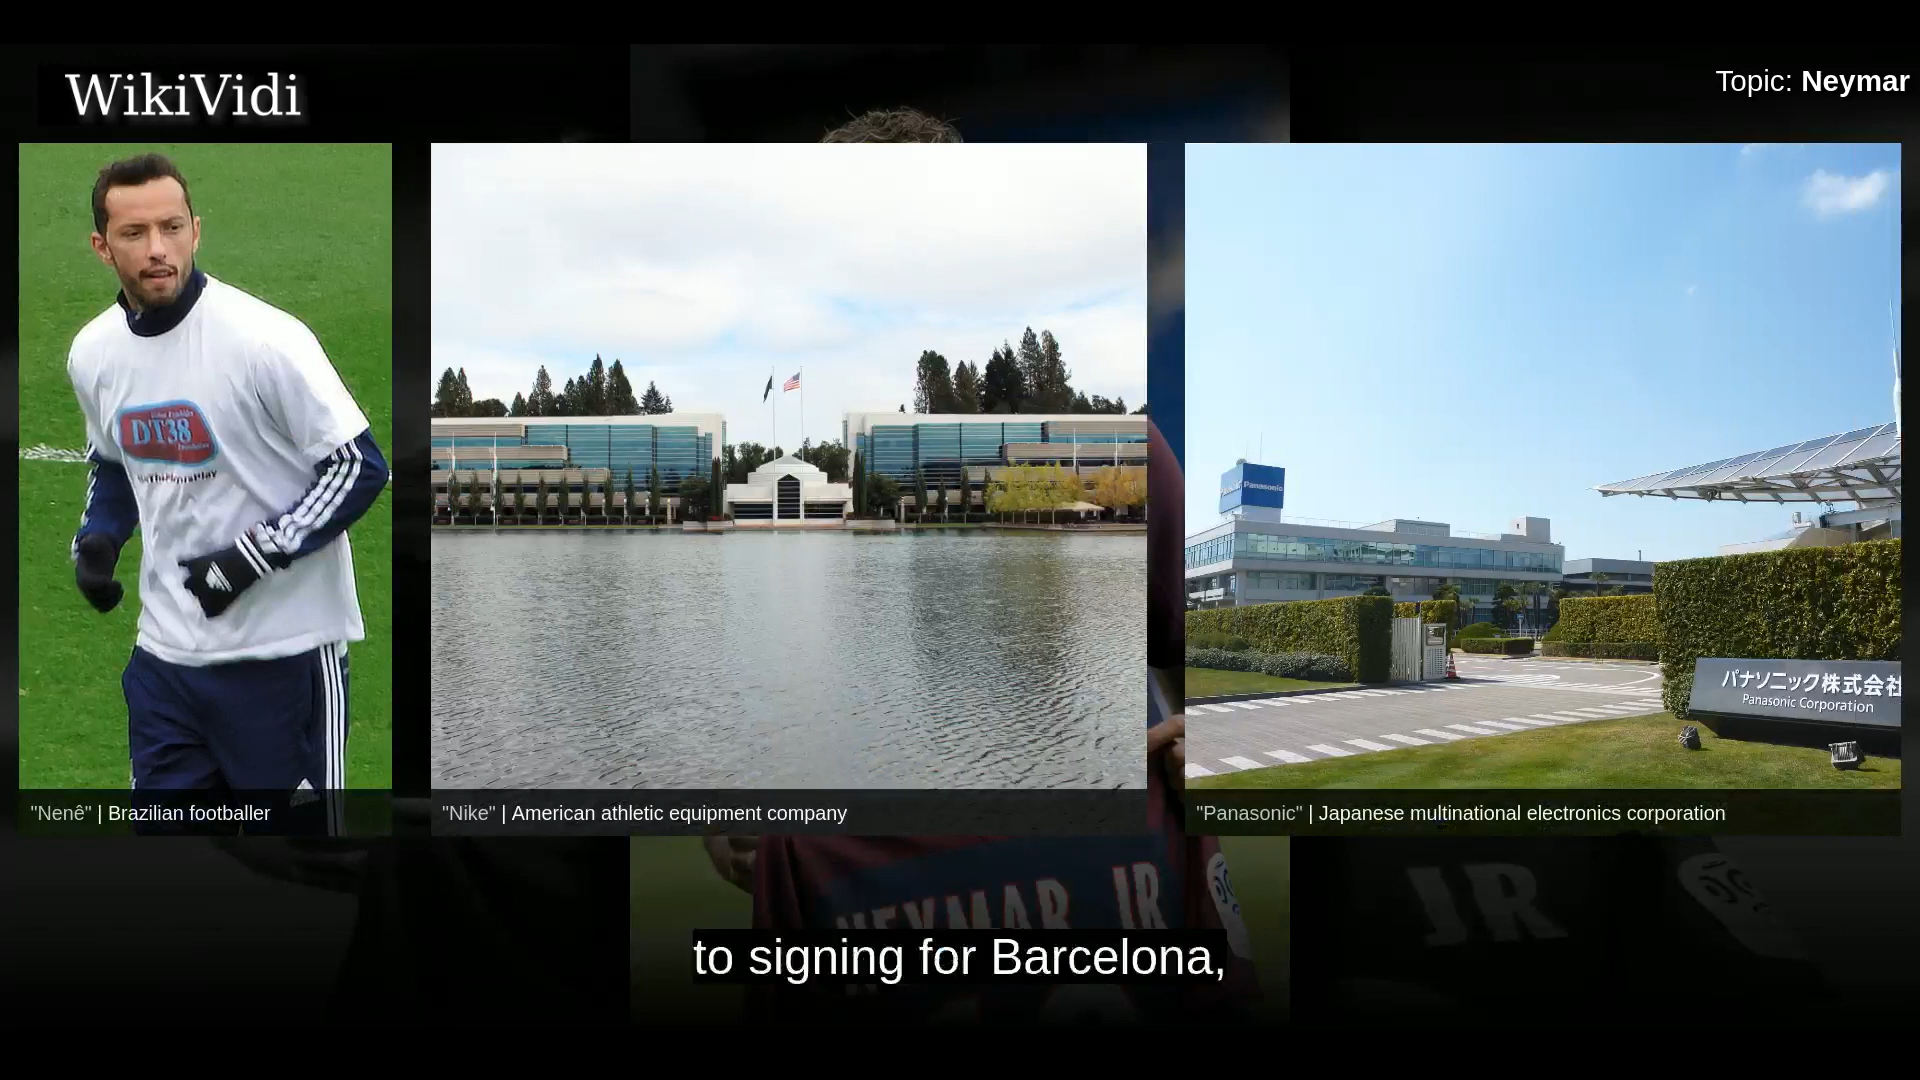 WikiVidi
Topic: Neymar
DT38
Panasonic
パナソニック株式会社
Panasonic Corporation
"Nenê" | Brazilian footballer
"Nike" | American athletic equipment company
"Panasonic" | Japanese multinational electronics corporation
NEYMAR JR
JR
to signing for Barcelona,